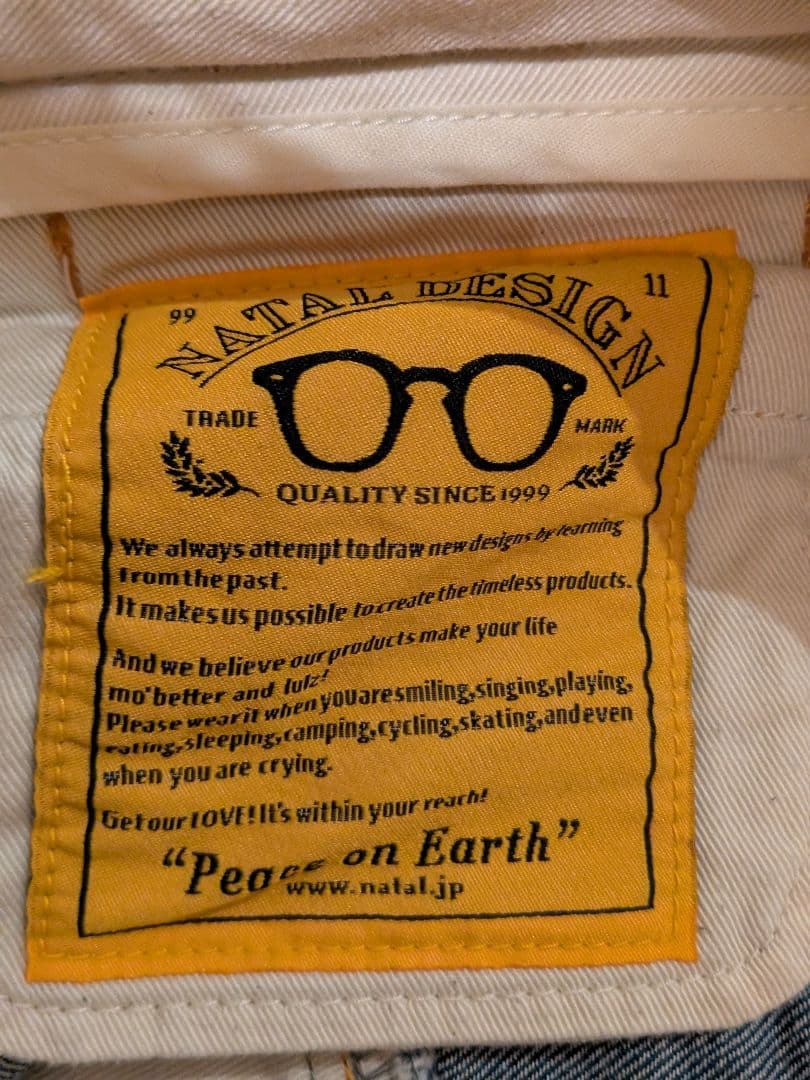 99 NATAL DESIGN 11
TRADE MARK
QUALITY SINCE 1999
We always attempt to draw new designs by learning
from the past.
It makes us possible to create the timeless products.
And we believe our products make your life
mo' better and lulz!
Please wear it when you are smiling, singing, playing,
eating, sleeping, camping, cycling, skating, and even
when you are crying.
Get our LOVE! It's within your reach!
"Peace on Earth"
www.natal.jp